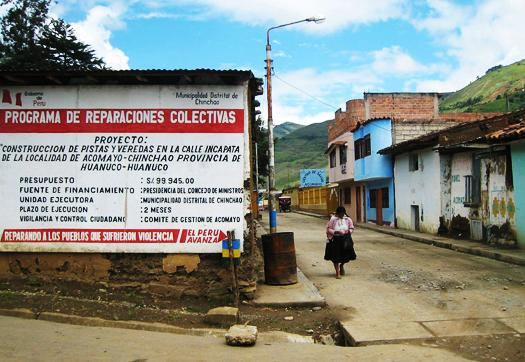 Gobierno de
Perú
Municipalidad Distrital de
Chinchao
PROGRAMA DE REPARACIONES COLECTIVAS
PROYECTO:
"CONSTRUCCION DE PISTAS Y VEREDAS EN LA CALLE INCAPATA
DE LA LOCALIDAD DE ACOMAYO-CHINCHAO PROVINCIA DE
HUANUCO-HUANUCO
PRESUPUESTO : S/. 99 945.00
FUENTE DE FINANCIAMIENTO : PRESIDENCIA DEL CONCEJO DE MINISTROS
UNIDAD EJECUTORA : MUNICIPALIDAD DISTRITAL DE CHINCHAO
PLAZO DE EJECUCION : 2 MESES
VIGILANCIA Y CONTROL CIUDADANO : COMITE DE GESTION DE ACOMAYO
REPARANDO A LOS PUEBLOS QUE SUFRIERON VIOLENCIA EL PERÚ AVANZA